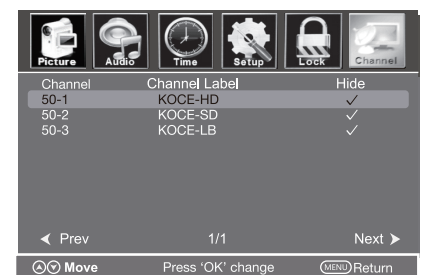 Picture Audio Time Setup Lock Channel
Channel Channel Label Hide
50-1 KOCE-HD ✓
50-2 KOCE-SD ✓
50-3 KOCE-LB ✓
Prev 1/1 Next
Move Press 'OK' change MENU Return